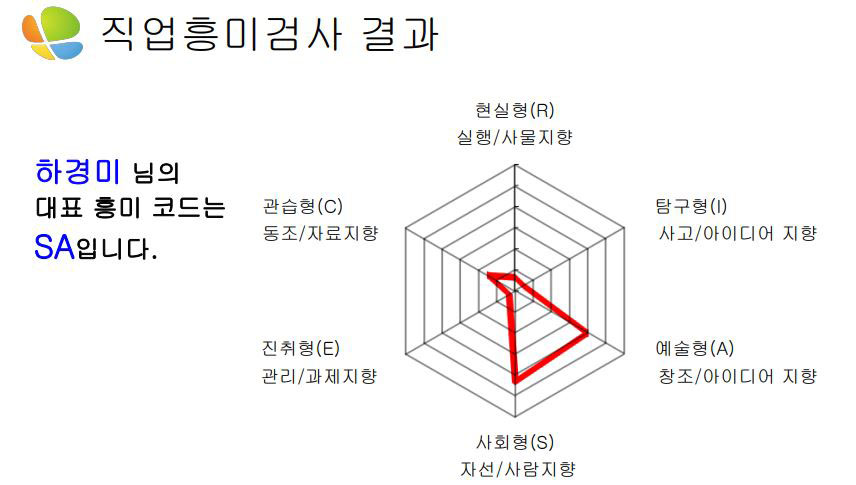 직업흥미검사 결과
하경미 님의
대표 흥미 코드는
SA입니다.
현실형(R)
실행/사물지향
관습형(C)
동조/자료지향
탐구형(I)
사고/아이디어 지향
진취형(E)
관리/과제지향
예술형(A)
창조/아이디어 지향
사회형(S)
자선/사람지향